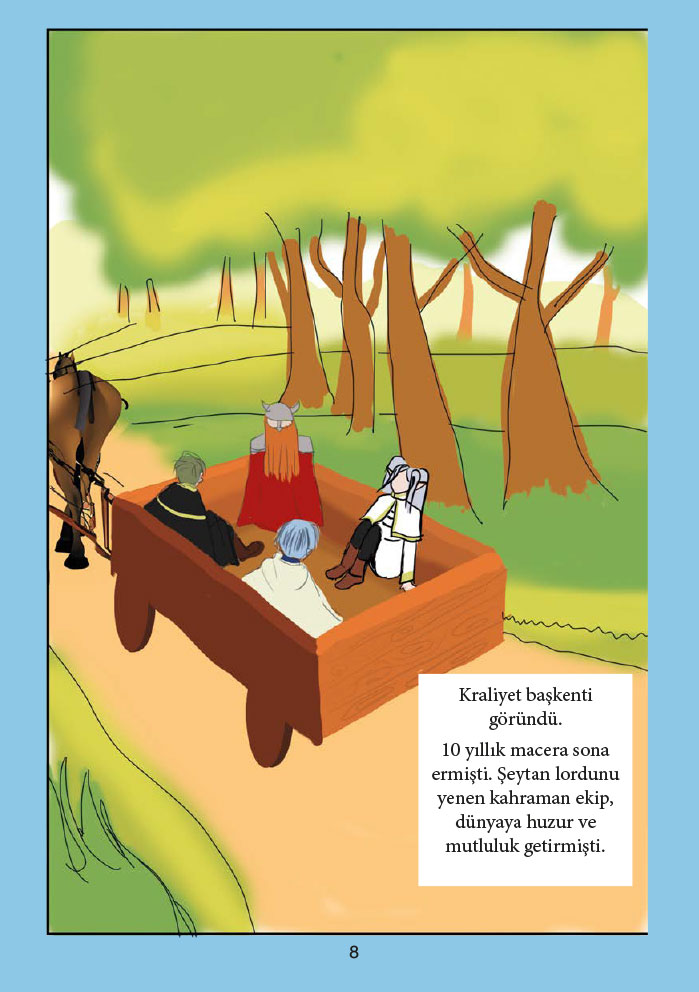 Kraliyet başkenti
göründü.
10 yıllık macera sona
ermişti. Şeytan lordunu
yenen kahraman ekip,
dünyaya huzur ve
mutluluk getirmişti.
8